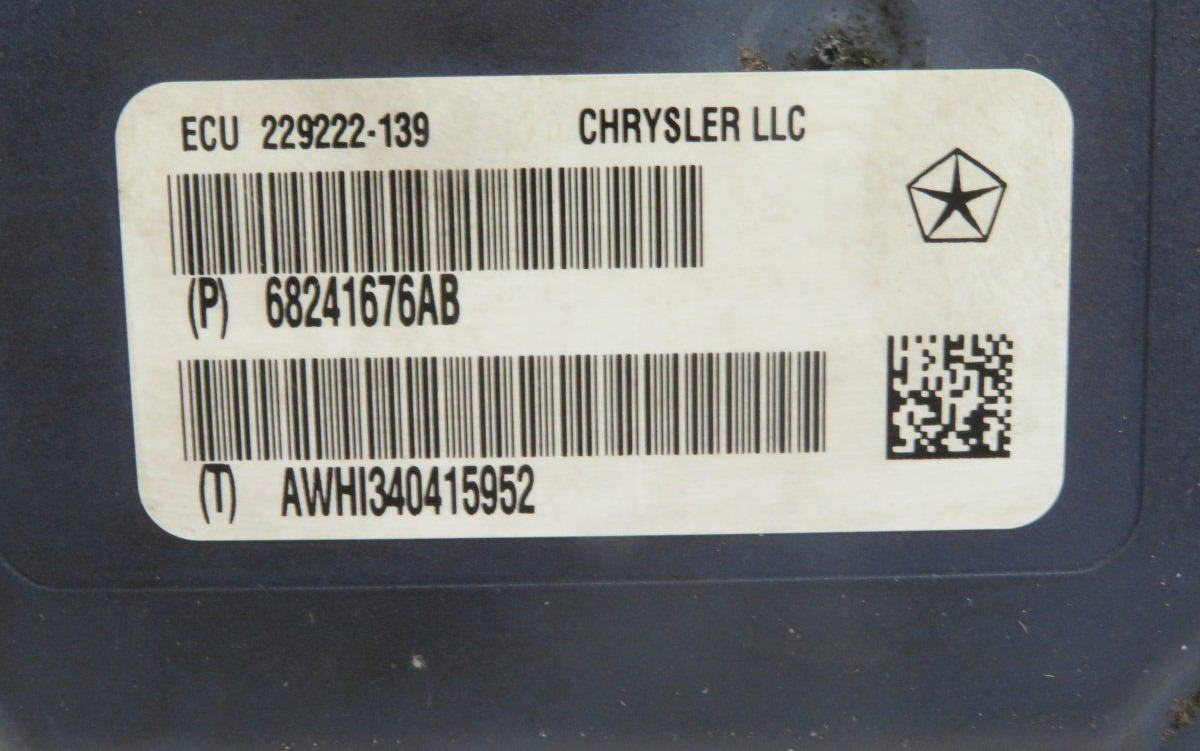 ECU 229222-139 CHRYSLER LLC
(P) 68241676AB
(T) AWHI340415952